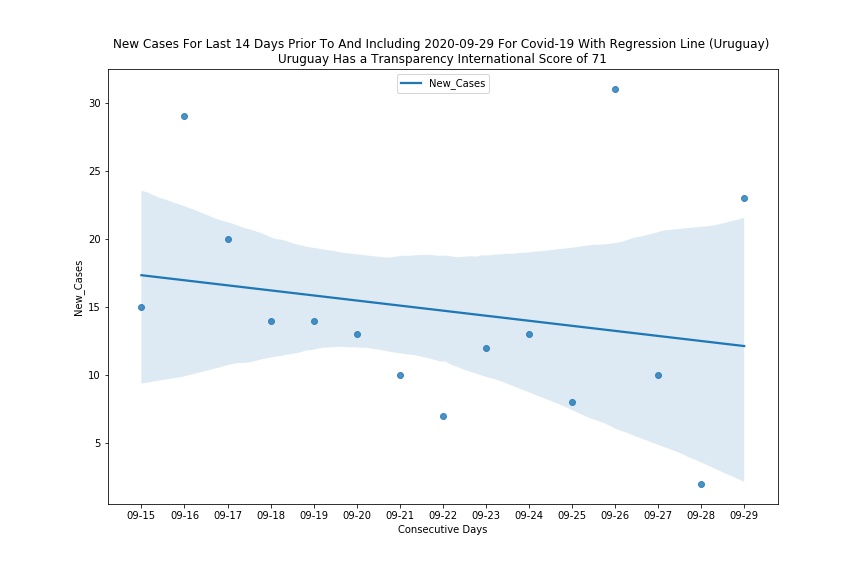 New Cases For Last 14 Days Prior To And Including 2020-09-29 For Covid-19 With Regression Line (Uruguay)
Uruguay Has a Transparency International Score of 71
New_Cases
30
25
20
15
10
5
New_Cases
09-15 09-16 09-17 09-18 09-19 09-20 09-21 09-22 09-23 09-24 09-25 09-26 09-27 09-28 09-29
Consecutive Days